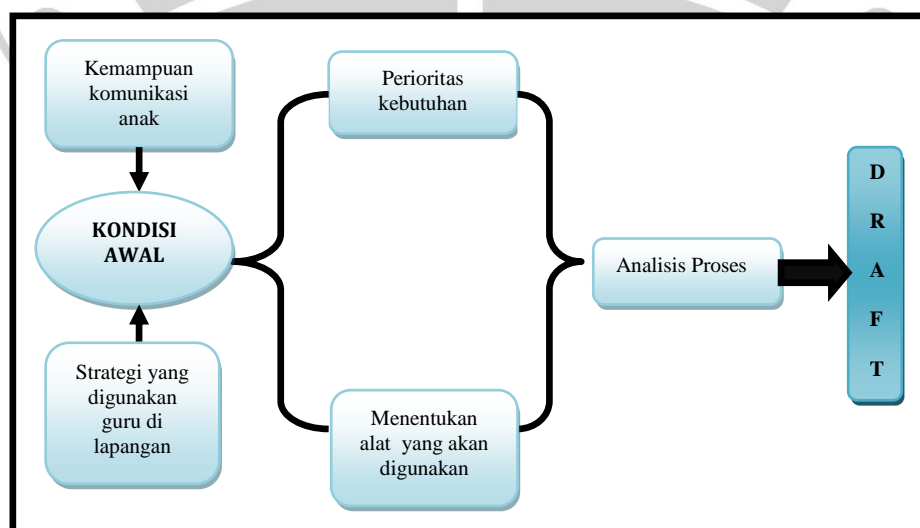 Kemampuan
komunikasi
anak
KONDISI
AWAL
Strategi yang
digunakan
guru di
lapangan
Perioritas
kebutuhan
Menentukan
alat  yang akan
digunakan
Analisis Proses
D
R
A
F
T